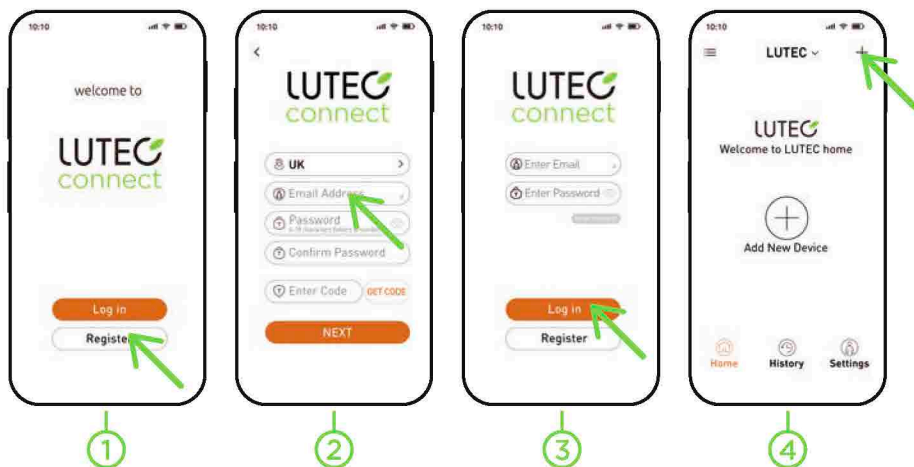 10:10
welcome to
LUTEC
connect
Log in
Register
1
10:10
LUTEC
connect
UK
Email Address
Password
Confirm Password
Enter Code
GET CODE
NEXT
2
10:10
LUTEC
connect
Enter Email
Enter Password
Log in
Register
3
10:10
LUTEC
LUTEC
Welcome to LUTEC home
Add New Device
Home History Settings
4